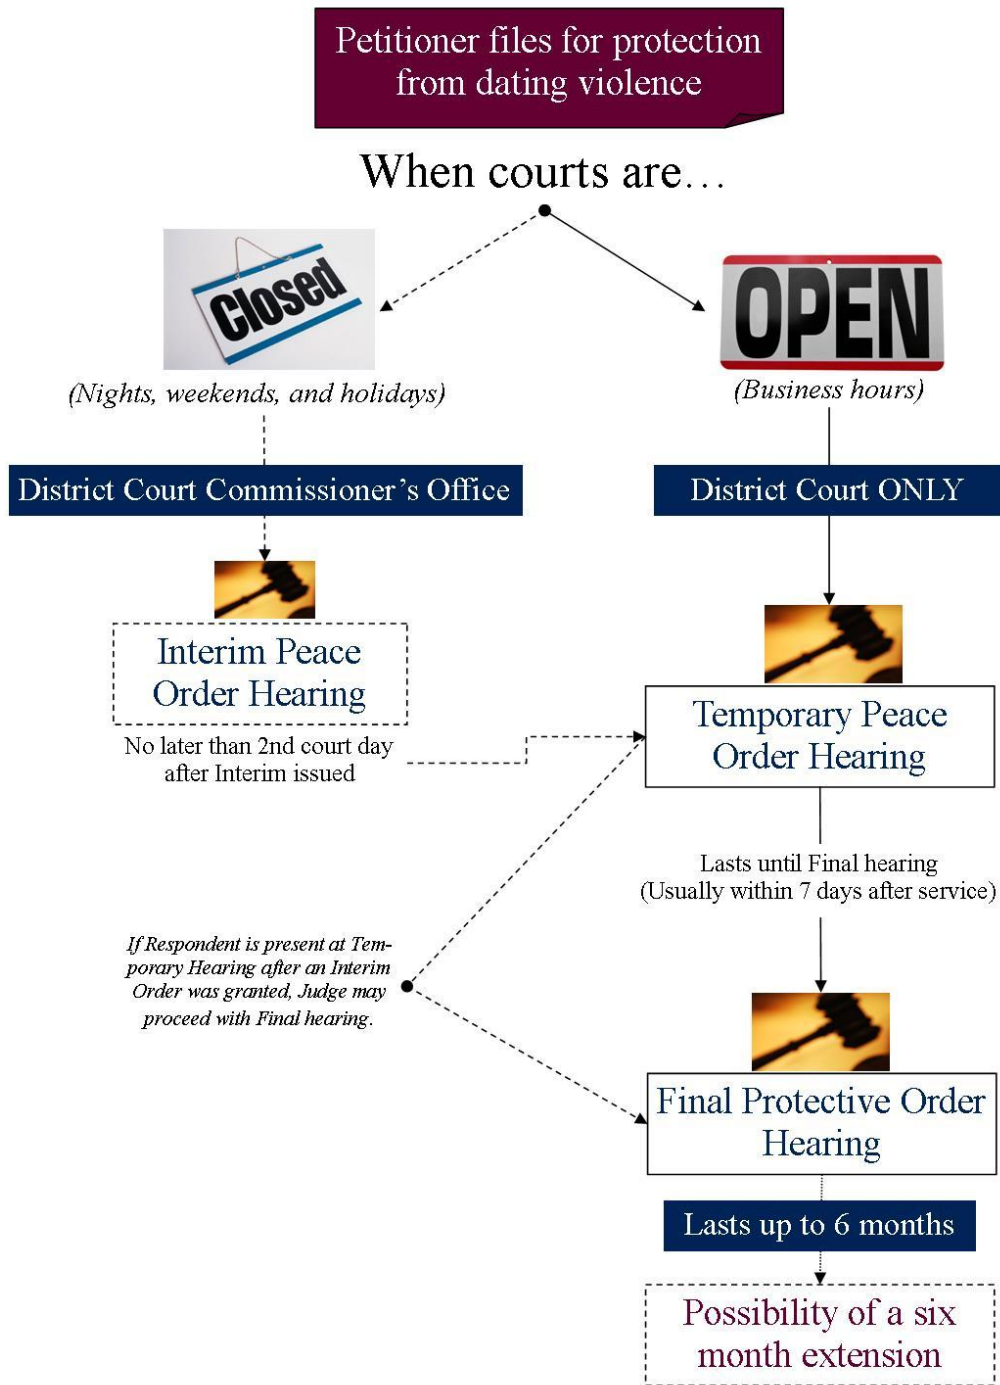 Petitioner files for protection
from dating violence
When courts are...
Closed
OPEN
(Nights, weekends, and holidays)
(Business hours)
District Court Commissioner's Office
District Court ONLY
Interim Peace
Order Hearing
No later than 2nd court day
after Interim issued
Temporary Peace
Order Hearing
Lasts until Final hearing
(Usually within 7 days after service)
If Respondent is present at Tem-
porary Hearing after an Interim
Order was granted, Judge may
proceed with Final hearing.
Final Protective Order
Hearing
Lasts up to 6 months
Possibility of a six
month extension